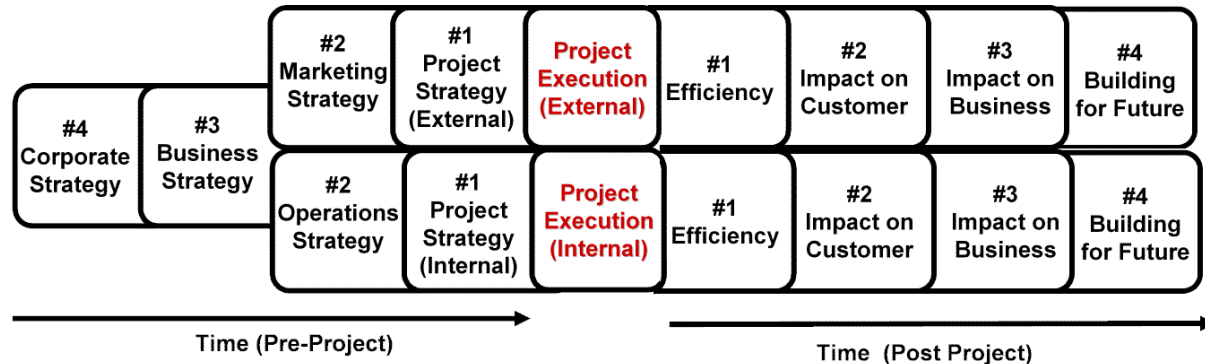 #4
Corporate
Strategy
#3
Business
Strategy
#2
Marketing
Strategy
#1
Project
Strategy
(External)
Project
Execution
(External)
#1
Efficiency
#2
Impact on
Customer
#3
Impact on
Business
#4
Building
for Future
#2
Operations
Strategy
#1
Project
Strategy
(Internal)
Project
Execution
(Internal)
#1
Efficiency
#2
Impact on
Customer
#3
Impact on
Business
#4
Building
for Future
Time (Pre-Project)
Time (Post Project)